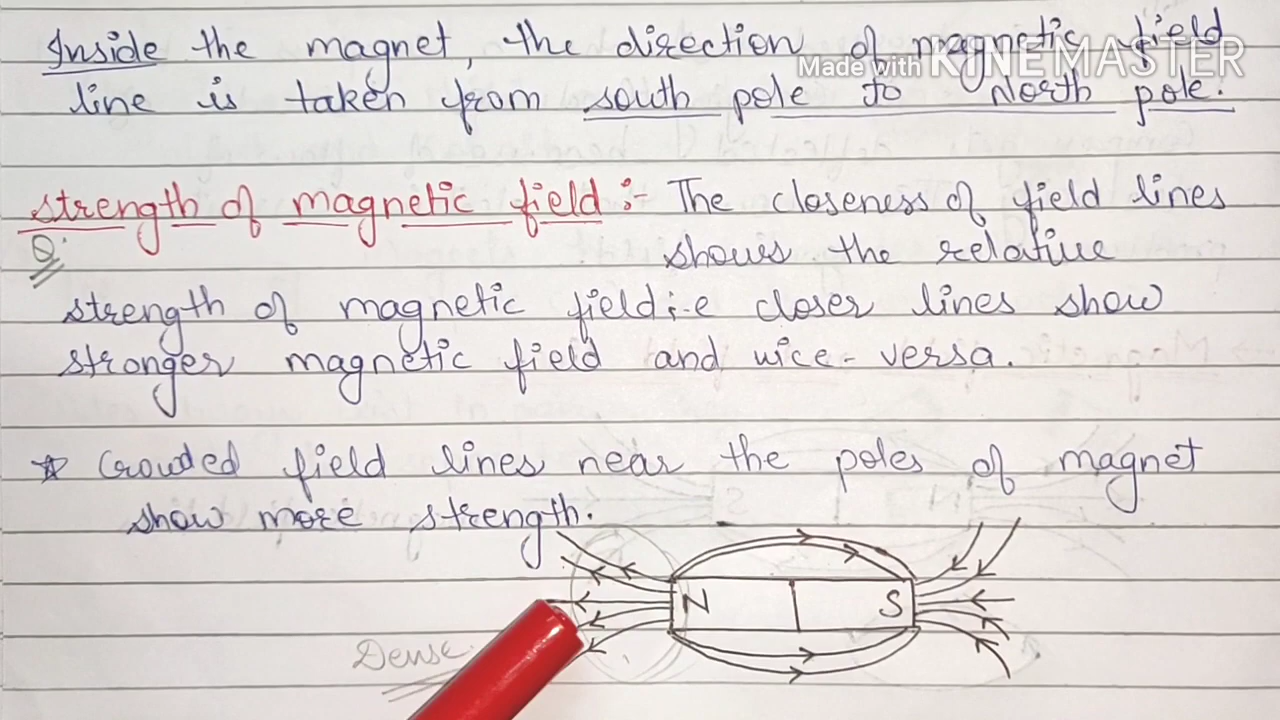 Inside the magnet, the direction of magnetic field
Made with KINEMASTER
line is taken from south pole to North pole.
strength of magnetic field :- The closeness of field lines
Q.
shows the relative
strength of magnetic field i-e closer lines show
stronger magnetic field and vice-versa.
☆ Crowded field lines near the poles of magnet
show more strength.
N S
Dense